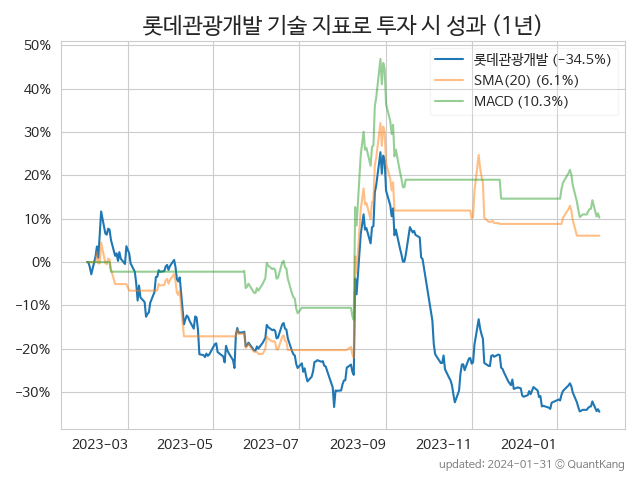 롯데관광개발 기술 지표로 투자 시 성과 (1년)
50%
40%
30%
20%
10%
0%
−10%
−20%
−30%
롯데관광개발 (−34.5%)
SMA(20) (6.1%)
MACD (10.3%)
2023-03 2023-05 2023-07 2023-09 2023-11 2024-01
updated: 2024-01-31 © QuantKang